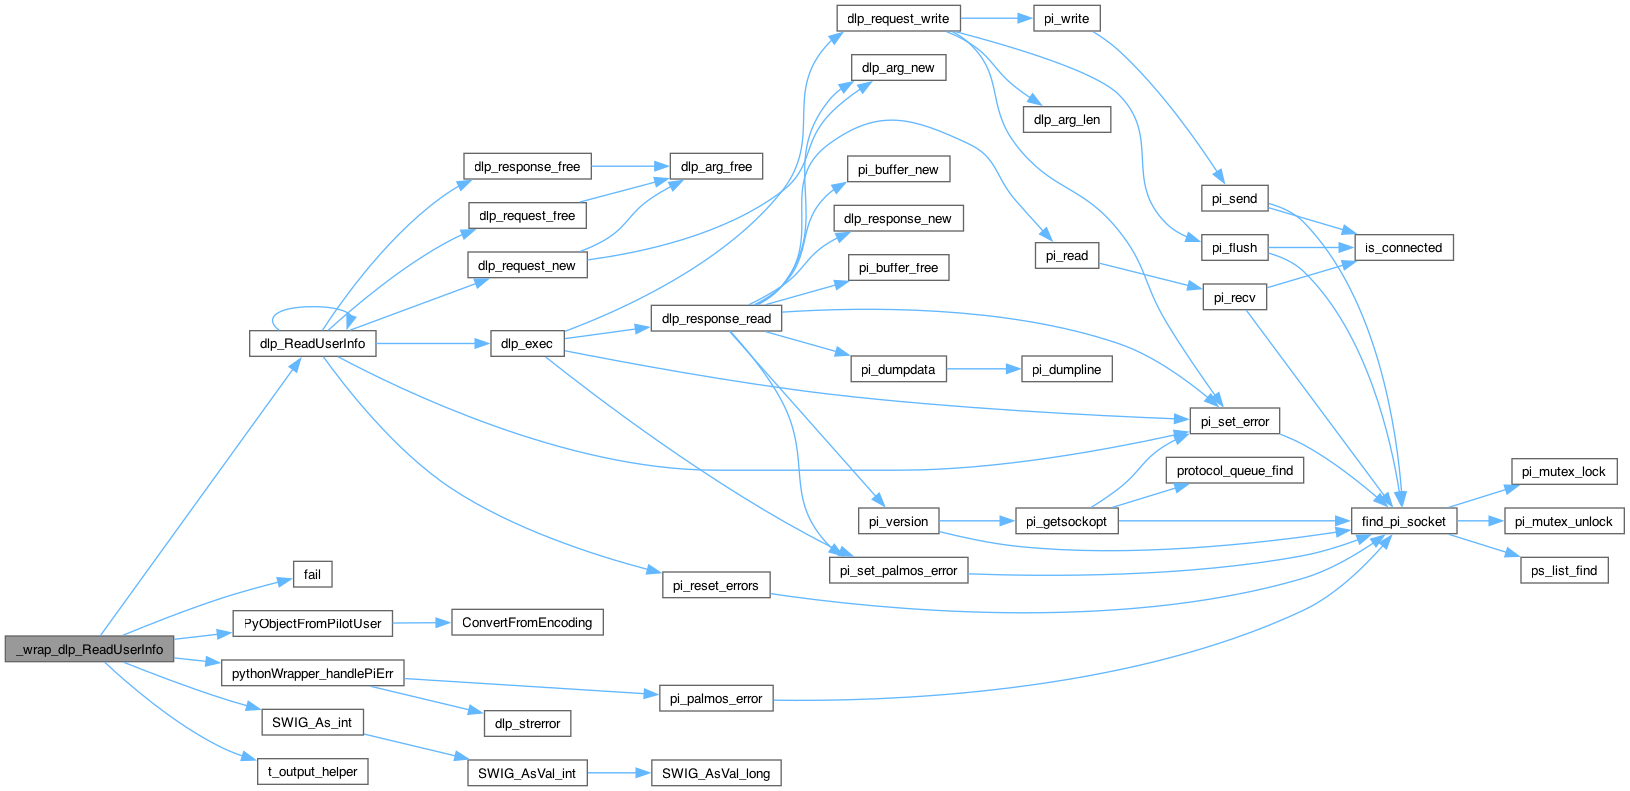 dlp_request_write
pi_write
dlp_arg_new
dlp_arg_len
dlp_response_free
dlp_arg_free
pi_buffer_new
pi_send
dlp_request_free
dlp_response_new
pi_flush
is_connected
dlp_request_new
pi_read
pi_buffer_free
pi_recv
dlp_response_read
dlp_ReadUserInfo
dlp_exec
pi_dumpdata
pi_dumpline
pi_set_error
protocol_queue_find
pi_mutex_lock
pi_version
pi_getsockopt
find_pi_socket
pi_mutex_unlock
pi_set_palmos_error
ps_list_find
fail
pi_reset_errors
PyObjectFromPilotUser
ConvertFromEncoding
_wrap_dlp_ReadUserInfo
pythonWrapper_handlePiErr
pi_palmos_error
SWIG_As_int
dlp_strerror
t_output_helper
SWIG_AsVal_int
SWIG_AsVal_long